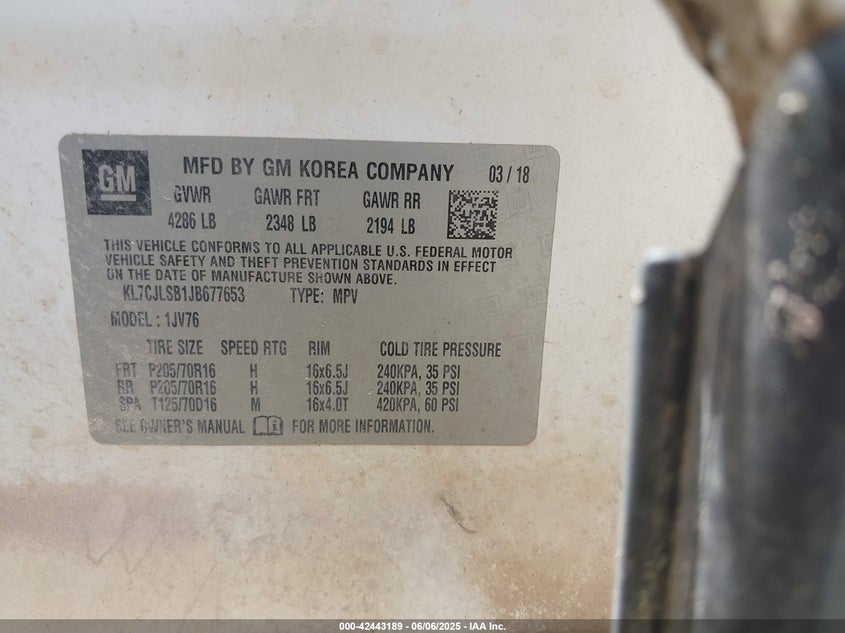 GM
MFD BY GM KOREA COMPANY 03 / 18
GVWR GAWR FRT GAWR RR
4286 LB 2348 LB 2194 LB
THIS VEHICLE CONFORMS TO ALL APPLICABLE U.S. FEDERAL MOTOR
VEHICLE SAFETY AND THEFT PREVENTION STANDARDS IN EFFECT
ON THE DATE OF MANUFACTURE SHOWN ABOVE.
KL7CJLSB1JB677653 TYPE: MPV
MODEL : 1JV76
TIRE SIZE SPEED RTG RIM COLD TIRE PRESSURE
FRT P205/70R16 H 16x6.5J 240KPA, 35 PSI
RR P205/70R16 H 16x6.5J 240KPA, 35 PSI
SPA T125/70D16 M 16x4.0T 420KPA, 60 PSI
SEE OWNER'S MANUAL FOR MORE INFORMATION.
000-42443189 - 06/06/2025 - IAA Inc.